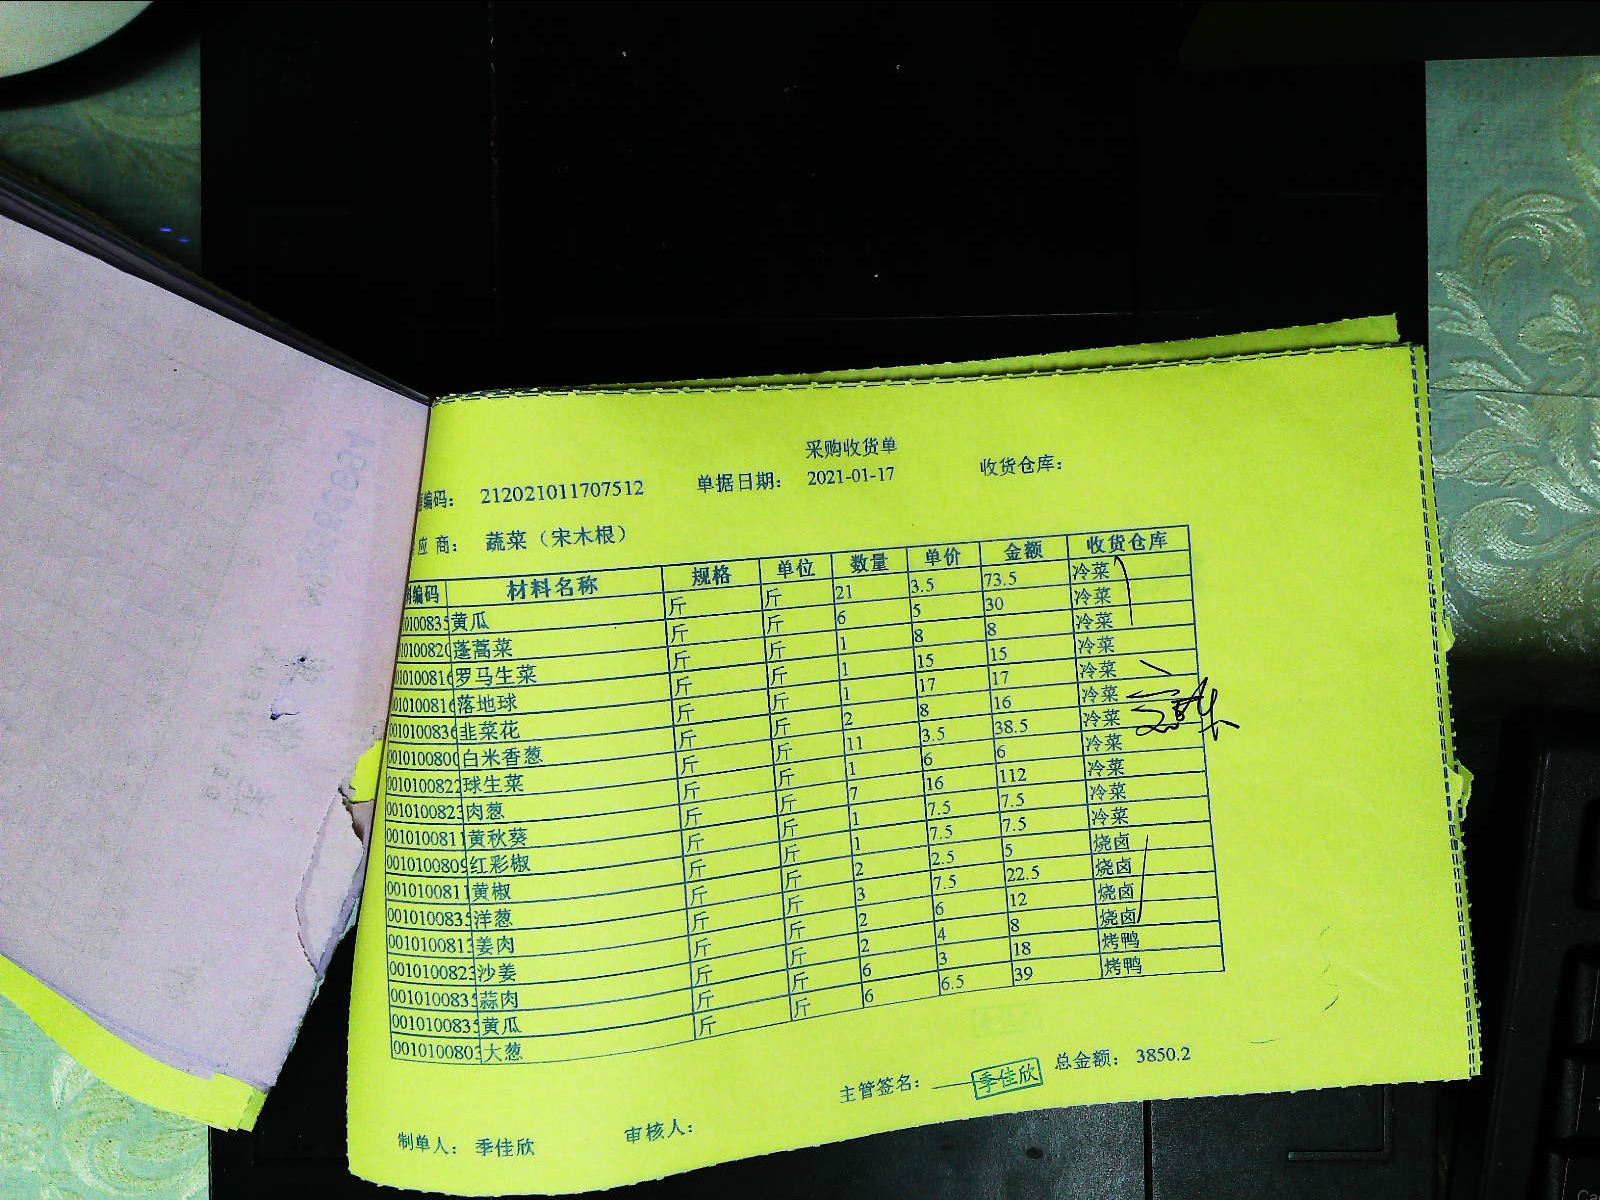 采购收货单
编码： 212021011707512 单据日期： 2021-01-17 收货仓库：
应 商： 蔬菜（宋木根）
编码 材料名称 规格 单位 数量 单价 金额 收货仓库
黄瓜 斤 斤 21 3.5 73.5 冷菜
蓬蒿菜 斤 斤 6 5 30 冷菜
罗马生菜 斤 斤 1 8 8 冷菜
落地球 斤 斤 1 15 15 冷菜
韭菜花 斤 斤 1 17 17 冷菜
白米香葱 斤 斤 2 8 16 冷菜
球生菜 斤 斤 11 3.5 38.5 冷菜
肉葱 斤 斤 1 6 6 冷菜
黄秋葵 斤 斤 7 16 112 冷菜
红彩椒 斤 斤 1 7.5 7.5 冷菜
黄椒 斤 斤 1 7.5 7.5 冷菜
洋葱 斤 斤 2 2.5 5 烧卤
姜肉 斤 斤 3 7.5 22.5 烧卤
沙姜 斤 斤 2 6 12 烧卤
蒜肉 斤 斤 2 4 8 烧卤
黄瓜 斤 斤 6 3 18 烤鸭
大葱 斤 斤 6 6.5 39 烤鸭
主管签名： 季佳欣 总金额： 3850.2
制单人： 季佳欣 审核人：